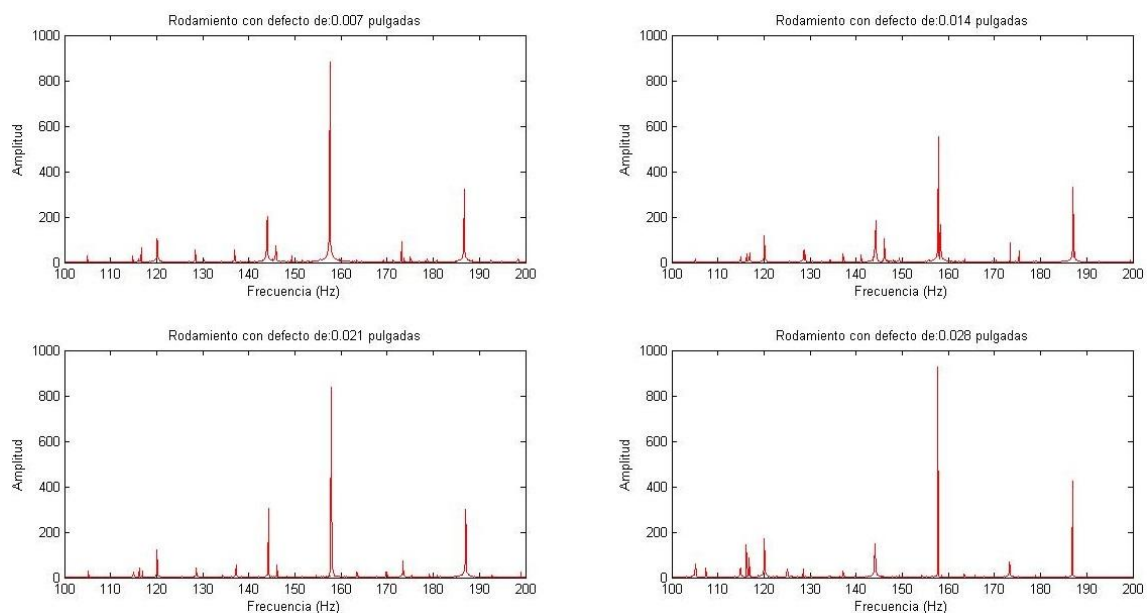 Rodamiento con defecto de:0.007 pulgadas
1000
800
600
400
200
0
Amplitud
100 110 120 130 140 150 160 170 180 190 200
Frecuencia (Hz)
Rodamiento con defecto de:0.014 pulgadas
1000
800
600
400
200
0
Amplitud
100 110 120 130 140 150 160 170 180 190 200
Frecuencia (Hz)
Rodamiento con defecto de:0.021 pulgadas
1000
800
600
400
200
0
Amplitud
100 110 120 130 140 150 160 170 180 190 200
Frecuencia (Hz)
Rodamiento con defecto de:0.028 pulgadas
1000
800
600
400
200
0
Amplitud
100 110 120 130 140 150 160 170 180 190 200
Frecuencia (Hz)